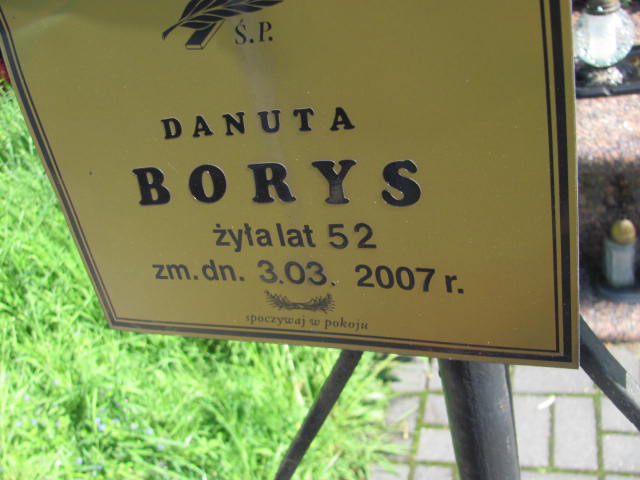 Ś.P.
DANUTA
BORYS
żyła lat 52
zm. dn. 3.03. 2007 r.
spoczywaj w pokoju